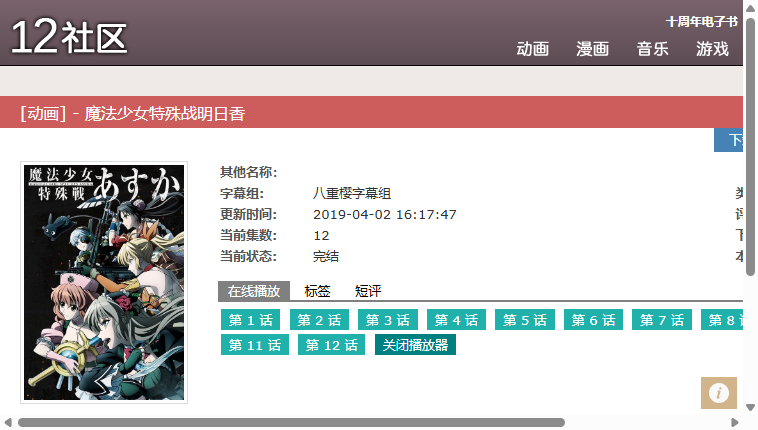 12社区
十周年电子书
动画 漫画 音乐 游戏
[动画] - 魔法少女特殊战明日香
魔法少女
特殊戦あすか
其他名称:
字幕组: 八重樱字幕组
更新时间: 2019-04-02 16:17:47
当前集数: 12
当前状态: 完结
在线播放 标签 短评
第 1 话 第 2 话 第 3 话 第 4 话 第 5 话 第 6 话 第 7 话 第 8
第 11 话 第 12 话 关闭播放器